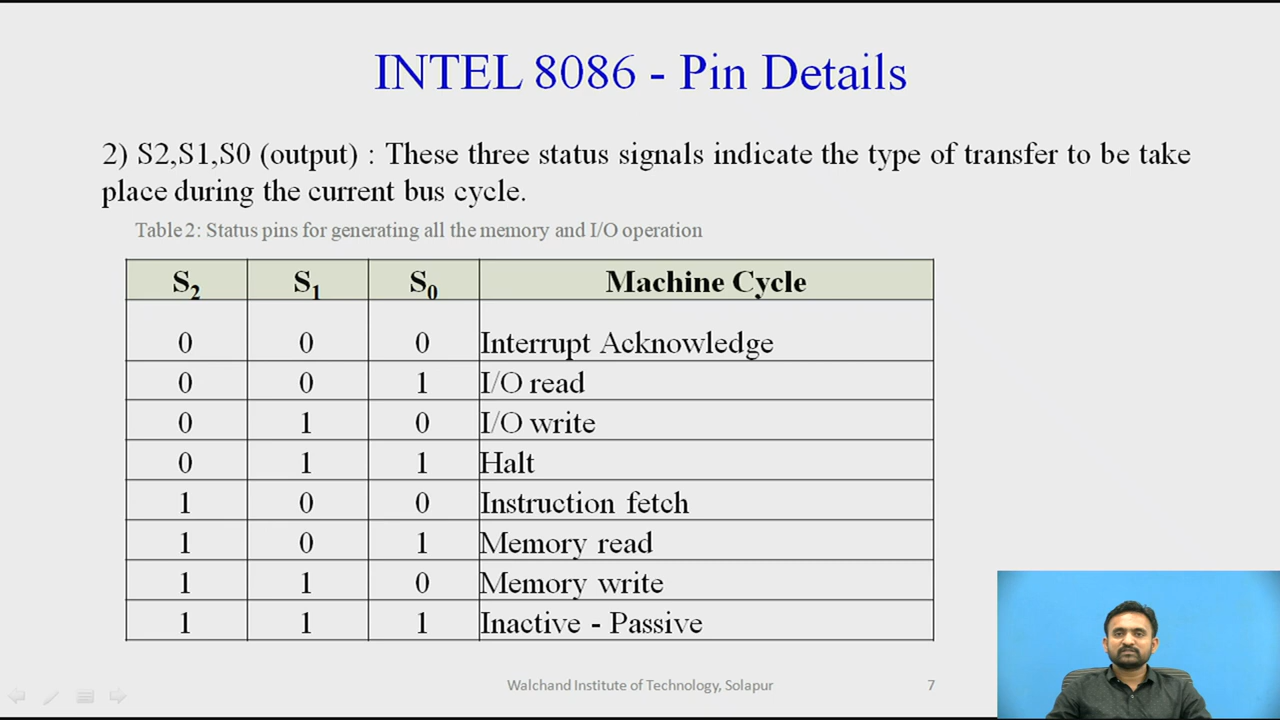 INTEL 8086 - Pin Details
2) S2,S1,S0 (output) : These three status signals indicate the type of transfer to be take
place during the current bus cycle.
Table 2: Status pins for generating all the memory and I/O operation
S2 S1 S0 Machine Cycle
0 0 0 Interrupt Acknowledge
0 0 1 I/O read
0 1 0 I/O write
0 1 1 Halt
1 0 0 Instruction fetch
1 0 1 Memory read
1 1 0 Memory write
1 1 1 Inactive - Passive
Walchand Institute of Technology, Solapur 7